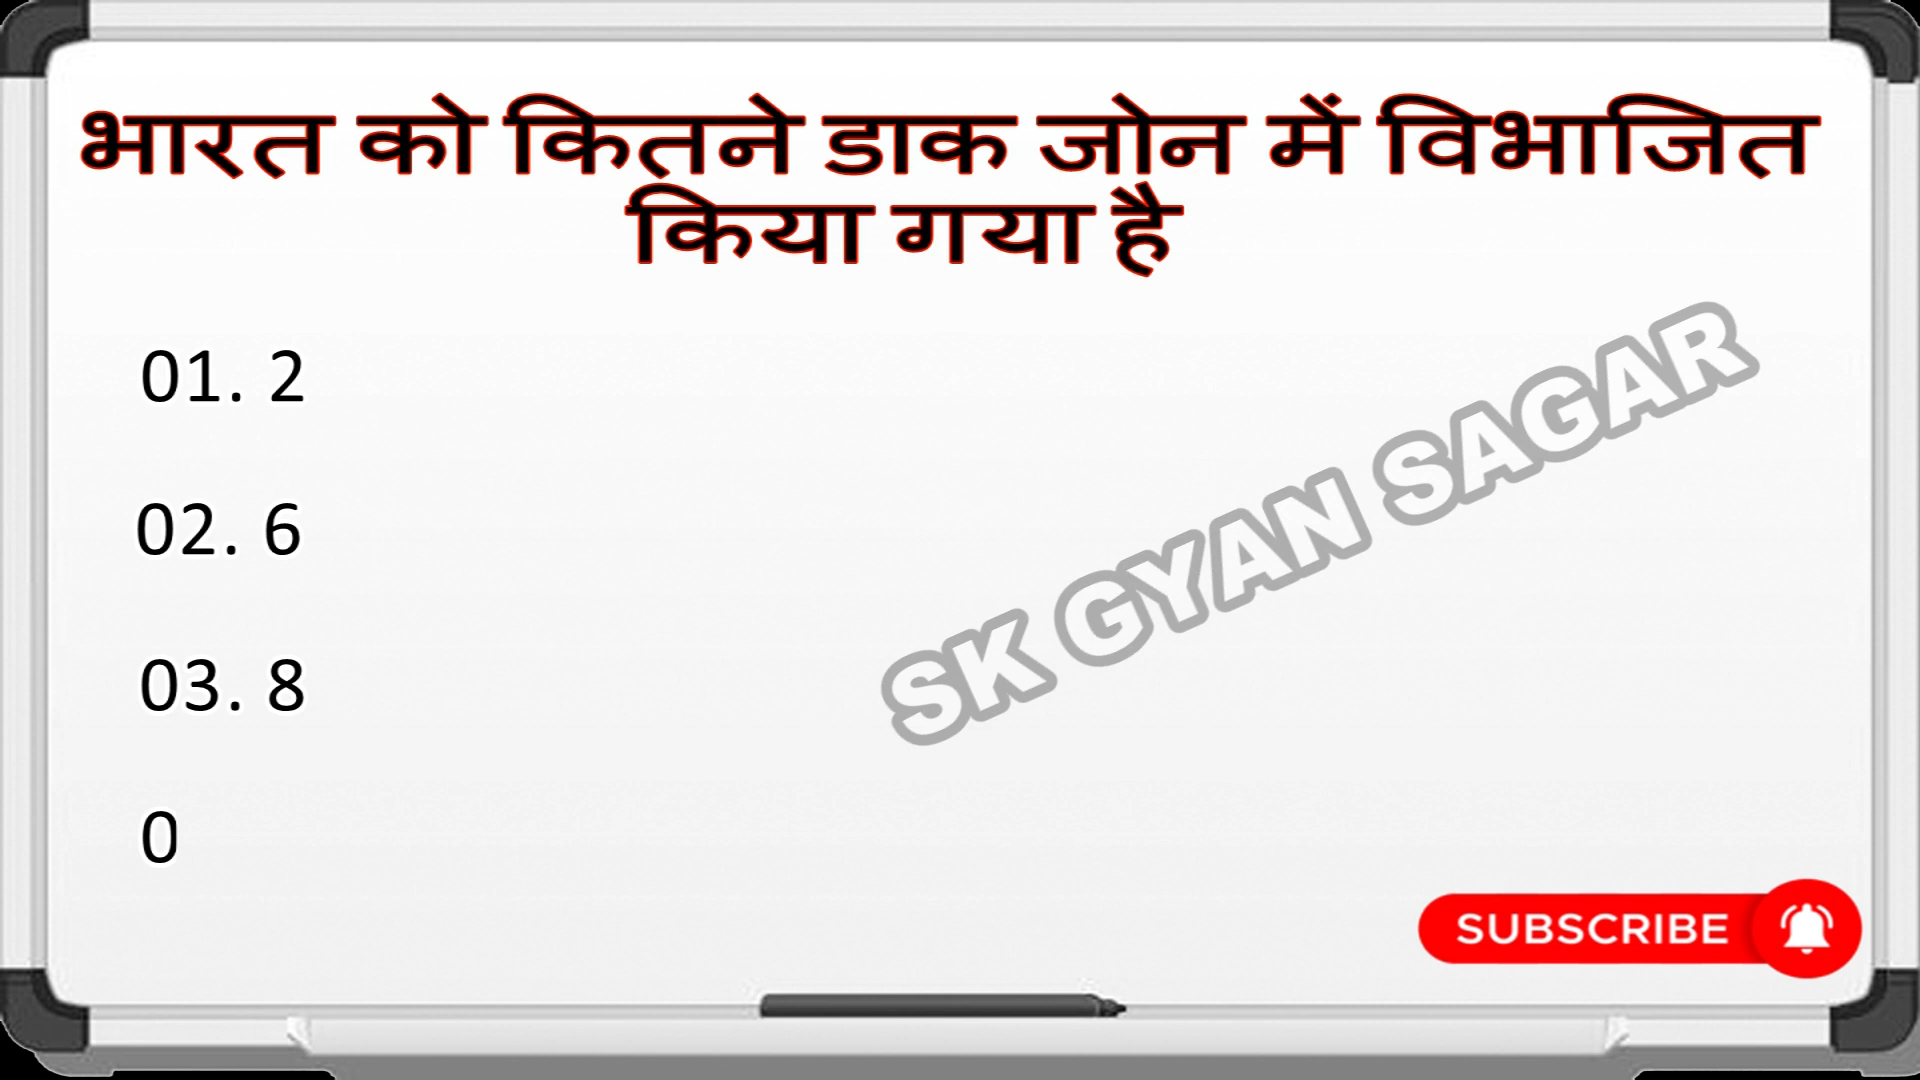 भारत को कितने डाक जोन में विभाजित
किया गया है
01. 2
02. 6
03. 8
0
SK GYAN SAGAR
SUBSCRIBE